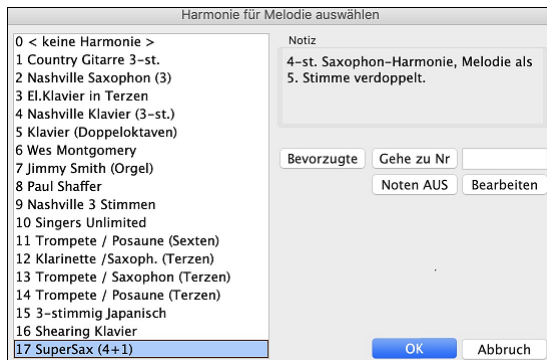 Harmonie für Melodie auswählen
0 < keine Harmonie >
1 Country Gitarre 3-st.
2 Nashville Saxophon (3)
3 El.Klavier in Terzen
4 Nashville Klavier (3-st.)
5 Klavier (Doppeloktaven)
6 Wes Montgomery
7 Jimmy Smith (Orgel)
8 Paul Shaffer
9 Nashville 3 Stimmen
10 Singers Unlimited
11 Trompete / Posaune (Sexten)
12 Klarinette /Saxoph. (Terzen)
13 Trompete / Saxophon (Terzen)
14 Trompete / Posaune (Terzen)
15 3-stimmig Japanisch
16 Shearing Klavier
17 SuperSax (4+1)
Notiz
4-st. Saxophon-Harmonie, Melodie als
5. Stimme verdoppelt.
Bevorzugte Gehe zu Nr
Noten AUS Bearbeiten
OK Abbruch